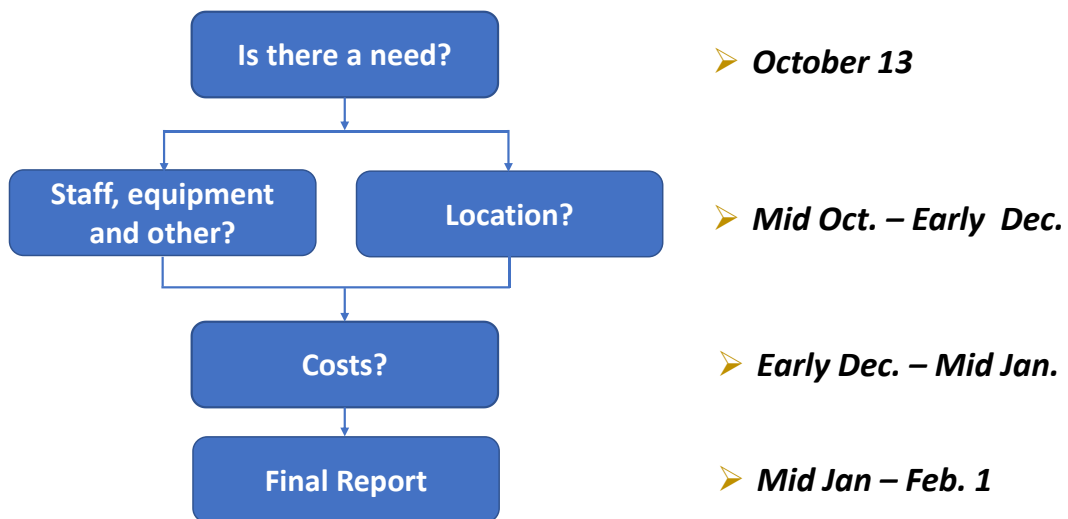 Is there a need?
October 13
Staff, equipment
and other?
Location?
Mid Oct. – Early Dec.
Costs?
Early Dec. – Mid Jan.
Final Report
Mid Jan – Feb. 1